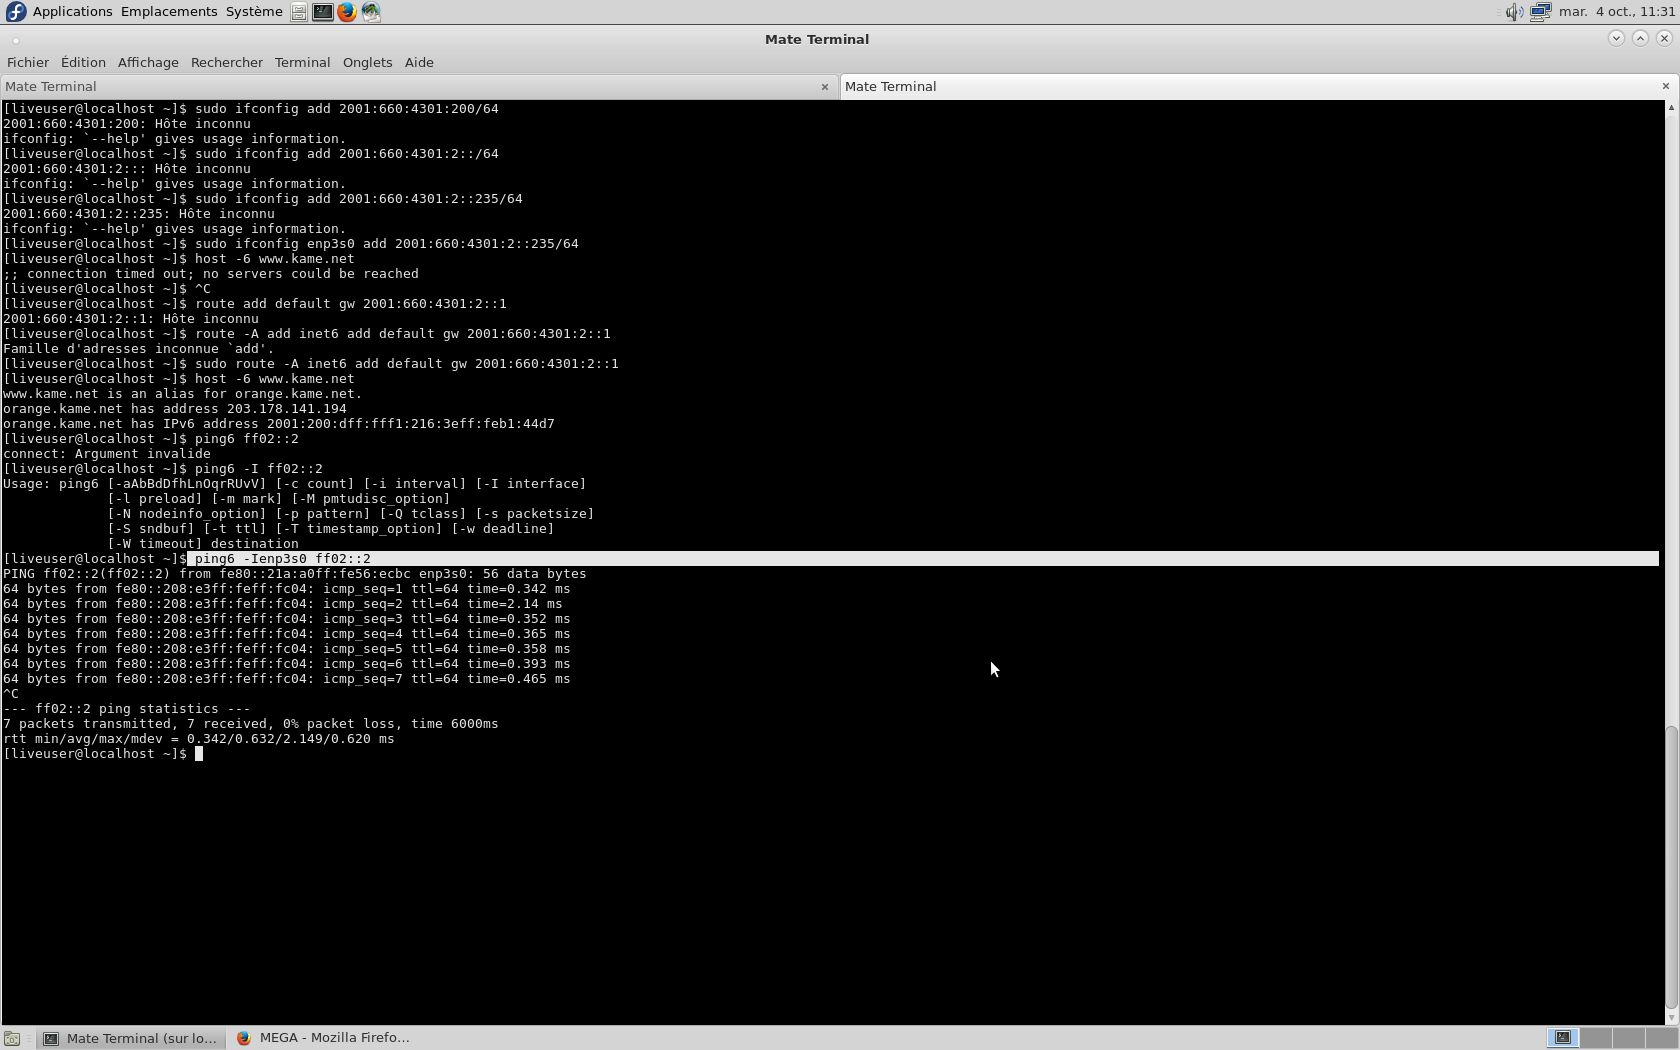 Applications Emplacements Système mar. 4 oct., 11:31
Mate Terminal
Fichier Édition Affichage Rechercher Terminal Onglets Aide
Mate Terminal × Mate Terminal ×
[liveuser@localhost ~]$ sudo ifconfig add 2001:660:4301:200/64
2001:660:4301:200: Hôte inconnu
ifconfig: `--help' gives usage information.
[liveuser@localhost ~]$ sudo ifconfig add 2001:660:4301:2::/64
2001:660:4301:2::: Hôte inconnu
ifconfig: `--help' gives usage information.
[liveuser@localhost ~]$ sudo ifconfig add 2001:660:4301:2::235/64
2001:660:4301:2::235: Hôte inconnu
ifconfig: `--help' gives usage information.
[liveuser@localhost ~]$ sudo ifconfig enp3s0 add 2001:660:4301:2::235/64
[liveuser@localhost ~]$ host -6 www.kame.net
;; connection timed out; no servers could be reached
[liveuser@localhost ~]$ ^C
[liveuser@localhost ~]$ route add default gw 2001:660:4301:2::1
2001:660:4301:2::1: Hôte inconnu
[liveuser@localhost ~]$ route -A add inet6 add default gw 2001:660:4301:2::1
Famille d'adresses inconnue `add'.
[liveuser@localhost ~]$ sudo route -A inet6 add default gw 2001:660:4301:2::1
[liveuser@localhost ~]$ host -6 www.kame.net
www.kame.net is an alias for orange.kame.net.
orange.kame.net has address 203.178.141.194
orange.kame.net has IPv6 address 2001:200:dff:fff1:216:3eff:feb1:44d7
[liveuser@localhost ~]$ ping6 ff02::2
connect: Argument invalide
[liveuser@localhost ~]$ ping6 -I ff02::2
Usage: ping6 [-aAbBdDfhLnOqrRUvV] [-c count] [-i interval] [-I interface]
[-l preload] [-m mark] [-M pmtudisc_option]
[-N nodeinfo_option] [-p pattern] [-Q tclass] [-s packetsize]
[-S sndbuf] [-t ttl] [-T timestamp_option] [-w deadline]
[-W timeout] destination
[liveuser@localhost ~]$ ping6 -Ienp3s0 ff02::2
PING ff02::2(ff02::2) from fe80::21a:a0ff:fe56:ecbc enp3s0: 56 data bytes
64 bytes from fe80::208:e3ff:feff:fc04: icmp_seq=1 ttl=64 time=0.342 ms
64 bytes from fe80::208:e3ff:feff:fc04: icmp_seq=2 ttl=64 time=2.14 ms
64 bytes from fe80::208:e3ff:feff:fc04: icmp_seq=3 ttl=64 time=0.352 ms
64 bytes from fe80::208:e3ff:feff:fc04: icmp_seq=4 ttl=64 time=0.365 ms
64 bytes from fe80::208:e3ff:feff:fc04: icmp_seq=5 ttl=64 time=0.358 ms
64 bytes from fe80::208:e3ff:feff:fc04: icmp_seq=6 ttl=64 time=0.393 ms
64 bytes from fe80::208:e3ff:feff:fc04: icmp_seq=7 ttl=64 time=0.465 ms
^C
--- ff02::2 ping statistics ---
7 packets transmitted, 7 received, 0% packet loss, time 6000ms
rtt min/avg/max/mdev = 0.342/0.632/2.149/0.620 ms
[liveuser@localhost ~]$
Mate Terminal (sur lo... MEGA - Mozilla Firefo...